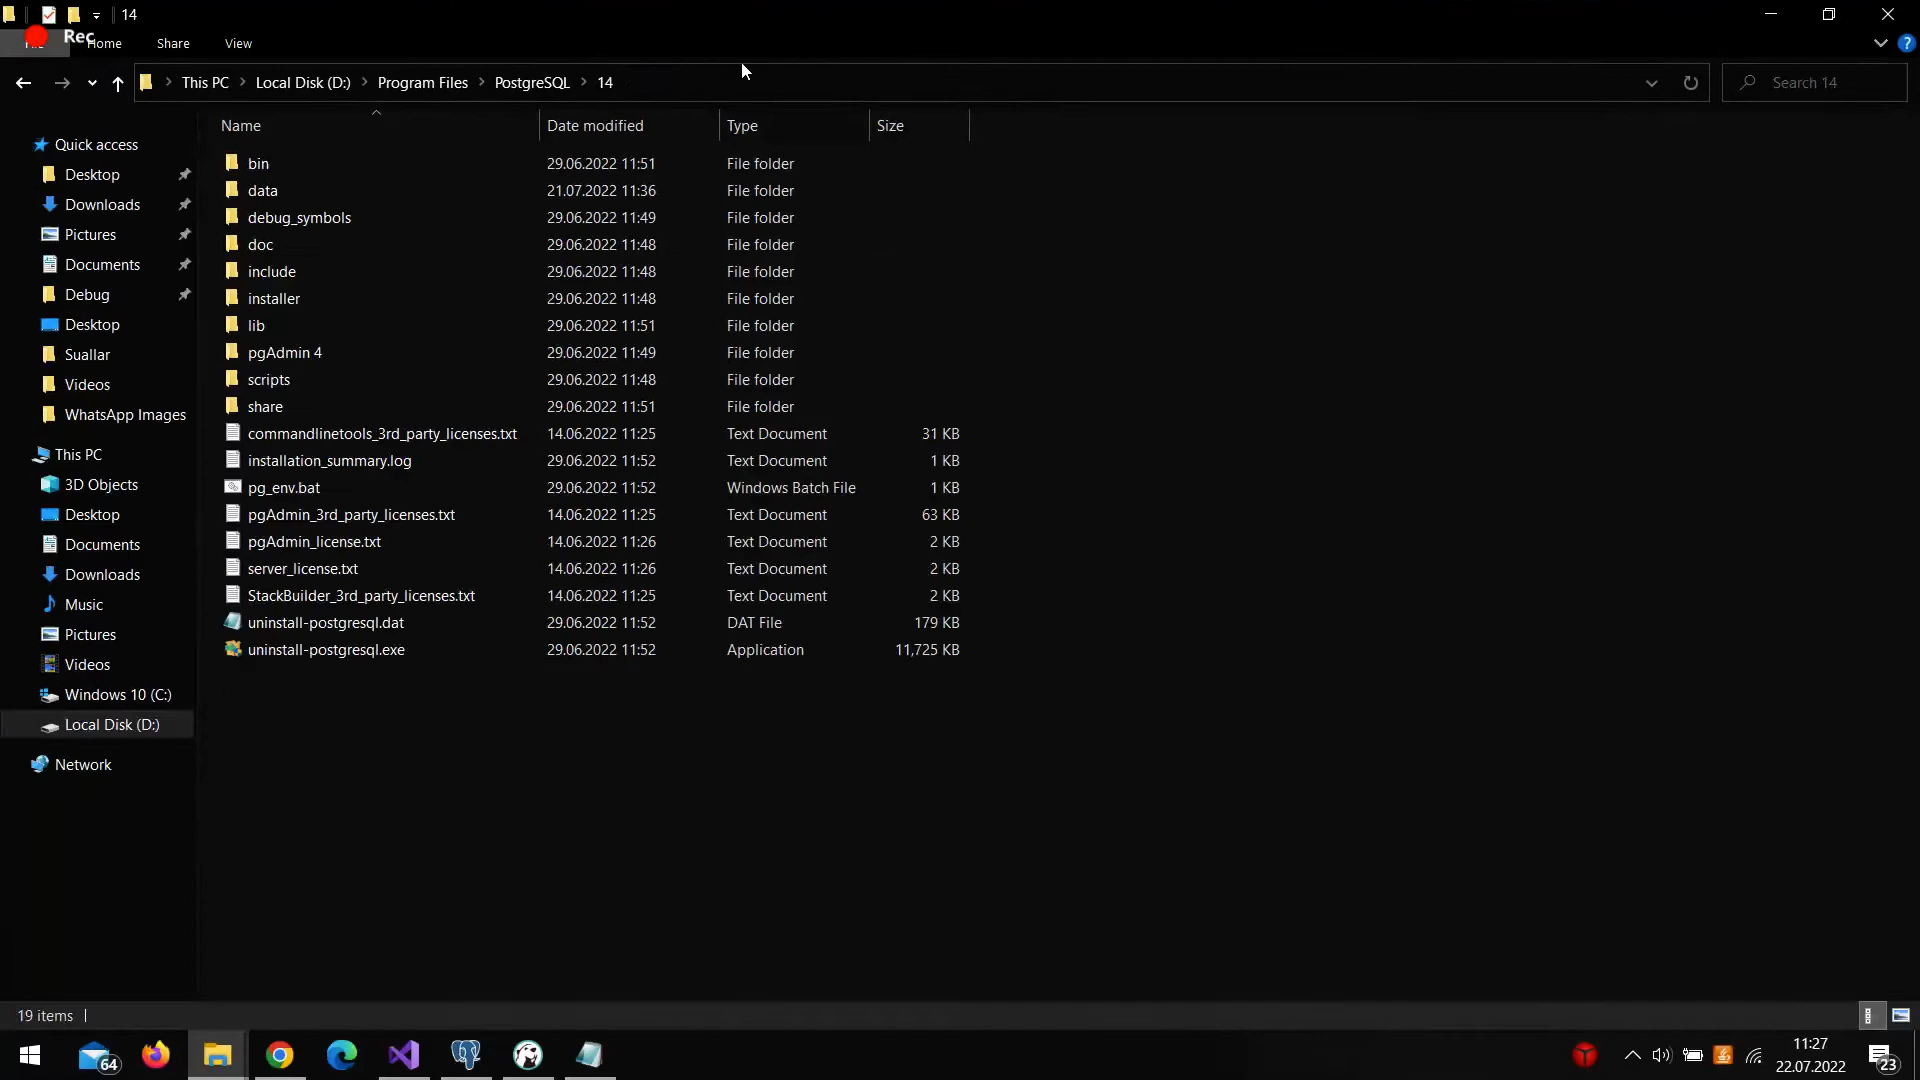 14
Rec
Home
Share
View
This PC
Local Disk (D:)
Program Files
PostgreSQL
14
Search 14
Name
Date modified
Type
Size
bin 29.06.2022 11:51 File folder
data 21.07.2022 11:36 File folder
debug_symbols 29.06.2022 11:49 File folder
doc 29.06.2022 11:48 File folder
include 29.06.2022 11:48 File folder
installer 29.06.2022 11:48 File folder
lib 29.06.2022 11:51 File folder
pgAdmin 4 29.06.2022 11:49 File folder
scripts 29.06.2022 11:48 File folder
share 29.06.2022 11:51 File folder
commandlinetools_3rd_party_licenses.txt 14.06.2022 11:25 Text Document 31 KB
installation_summary.log 29.06.2022 11:52 Text Document 1 KB
pg_env.bat 29.06.2022 11:52 Windows Batch File 1 KB
pgAdmin_3rd_party_licenses.txt 14.06.2022 11:25 Text Document 63 KB
pgAdmin_license.txt 14.06.2022 11:26 Text Document 2 KB
server_license.txt 14.06.2022 11:26 Text Document 2 KB
StackBuilder_3rd_party_licenses.txt 14.06.2022 11:25 Text Document 2 KB
uninstall-postgresql.dat 29.06.2022 11:52 DAT File 179 KB
uninstall-postgresql.exe 29.06.2022 11:52 Application 11,725 KB
Quick access
Desktop
Downloads
Pictures
Documents
Debug
Desktop
Suallar
Videos
WhatsApp Images
This PC
3D Objects
Desktop
Documents
Downloads
Music
Pictures
Videos
Windows 10 (C:)
Local Disk (D:)
Network
19 items
64
11:27
22.07.2022
23